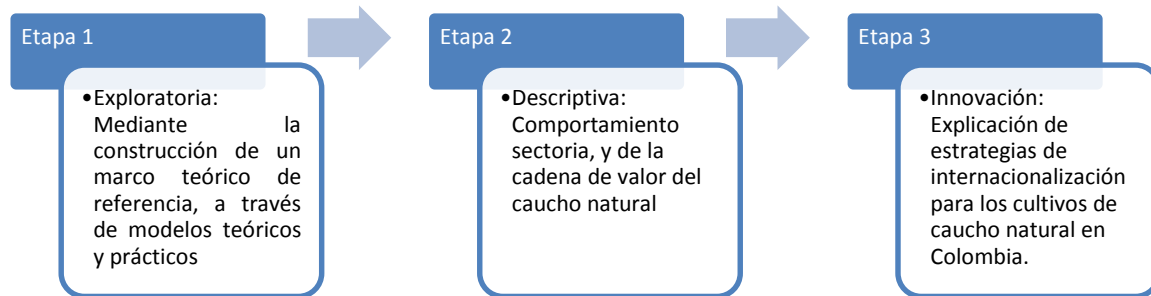 Etapa 1
•Exploratoria:
Mediante la
construcción de un
marco teórico de
referencia, a través
de modelos teóricos
y prácticos
Etapa 2
•Descriptiva:
Comportamiento
sectoria, y de la
cadena de valor del
caucho natural
Etapa 3
•Innovación:
Explicación de
estrategias de
internacionalización
para los cultivos de
caucho natural en
Colombia.